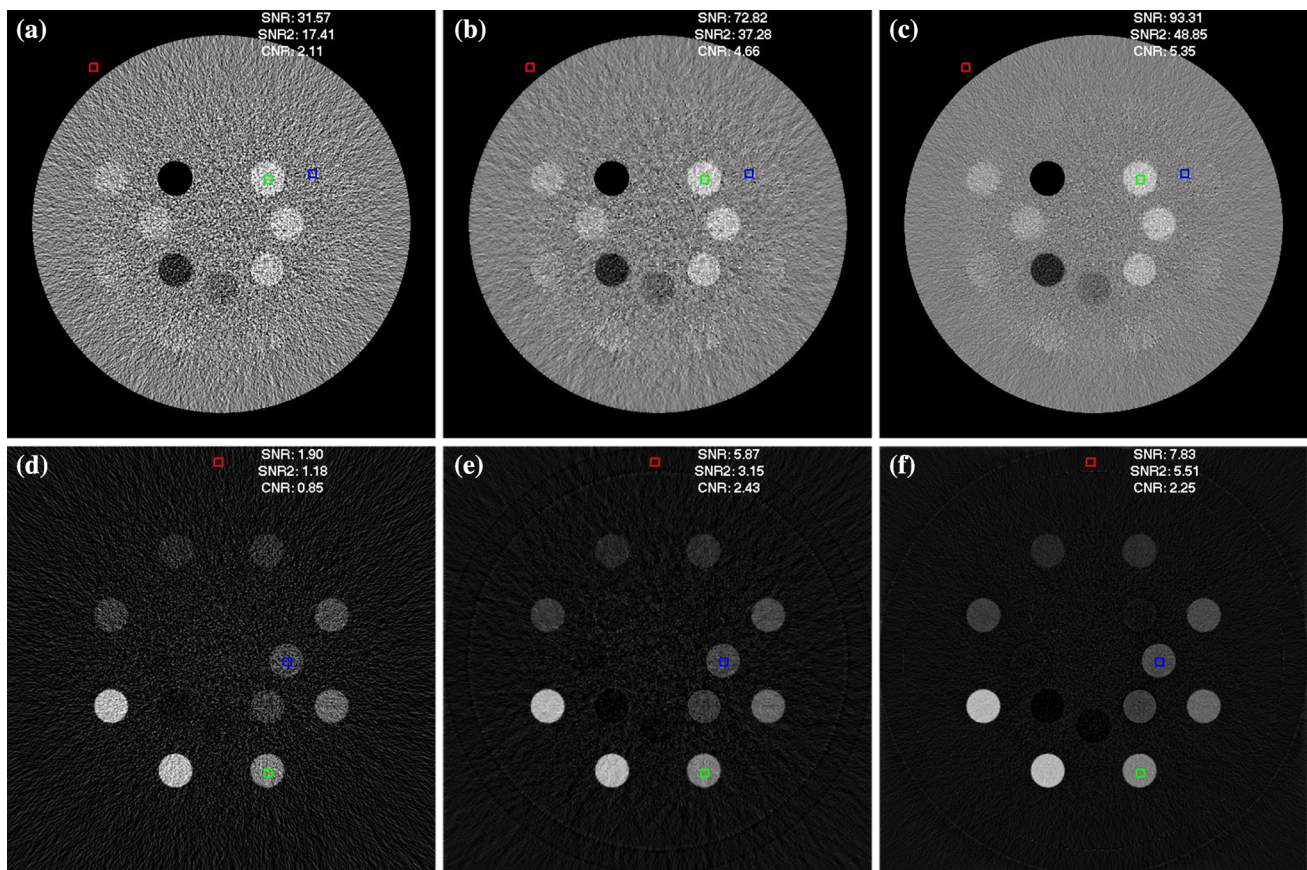 (a)
SNR: 31.57
SNR2: 17.41
CNR: 2.11
(b)
SNR: 72.82
SNR2: 37.28
CNR: 4.66
(c)
SNR: 93.31
SNR2: 48.85
CNR: 5.35
(d)
SNR: 1.90
SNR2: 1.18
CNR: 0.85
(e)
SNR: 5.87
SNR2: 3.15
CNR: 2.43
(f)
SNR: 7.83
SNR2: 5.51
CNR: 2.25